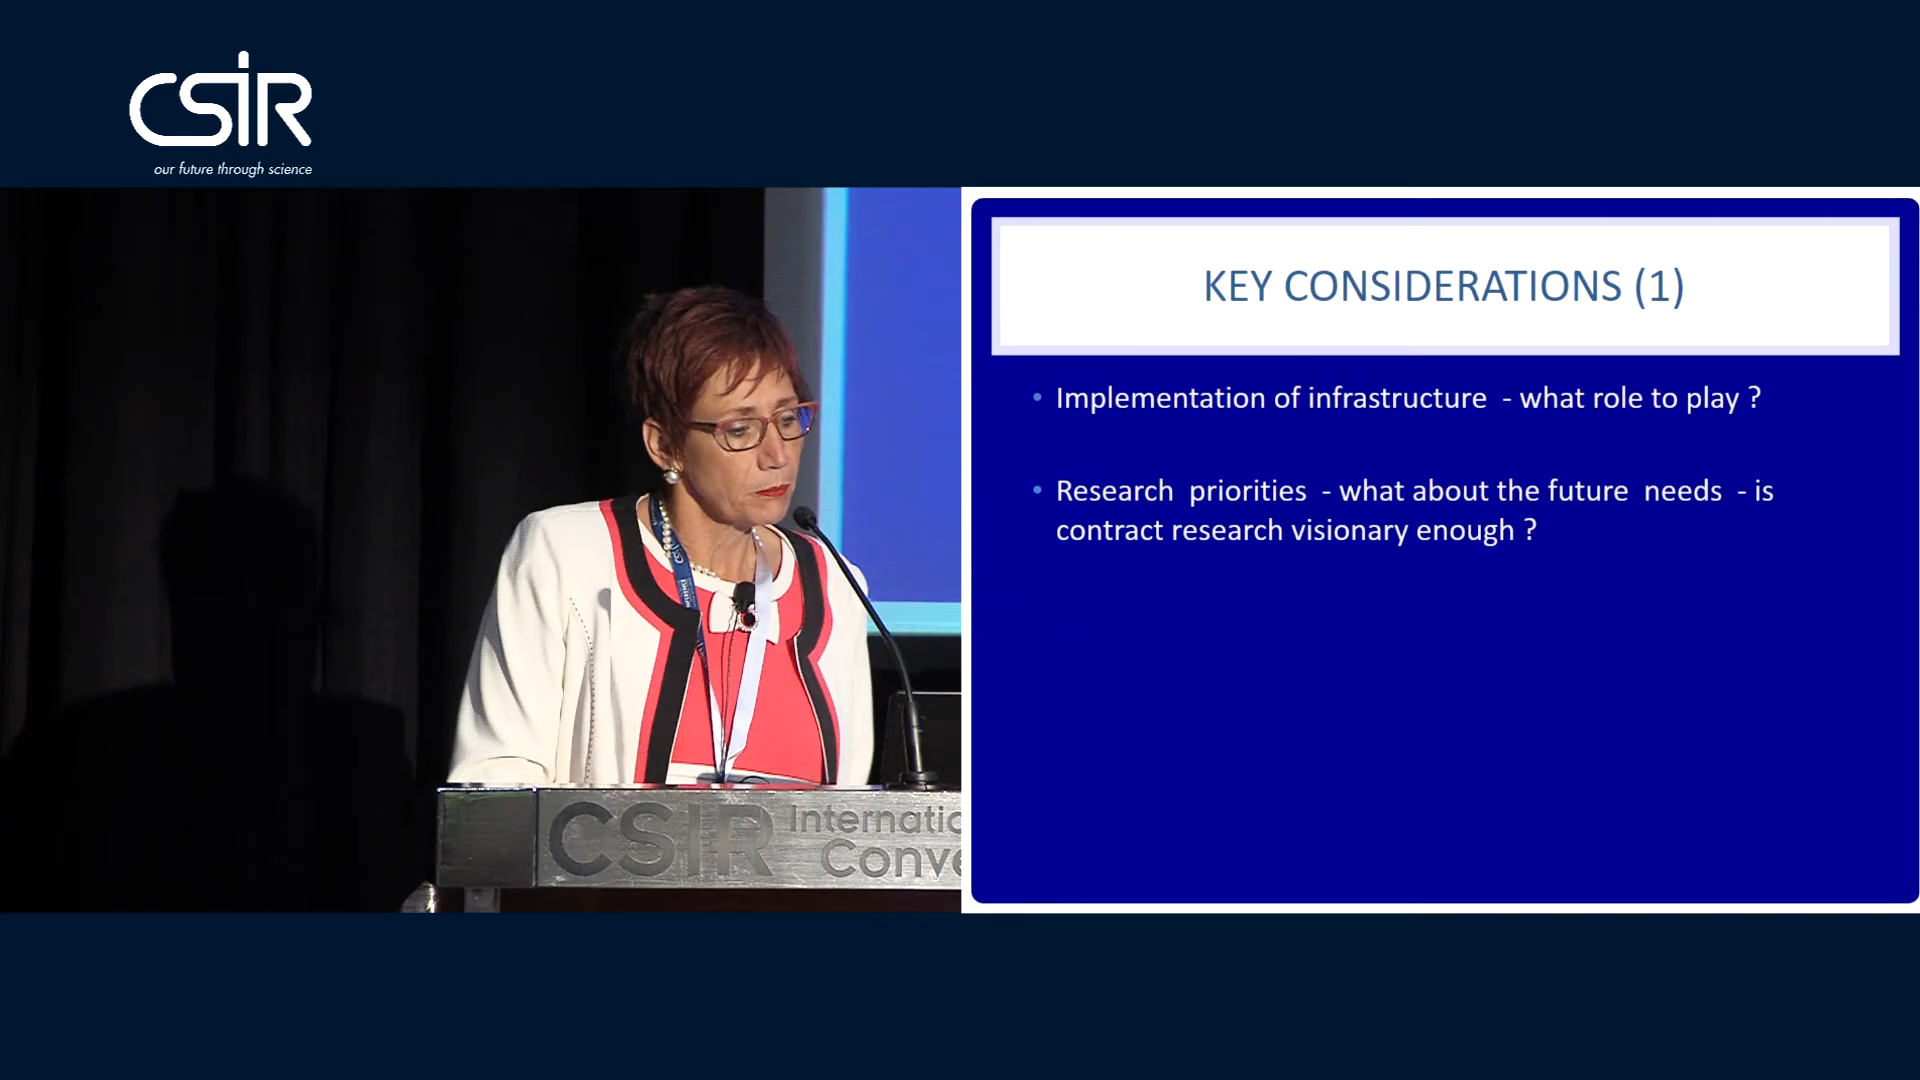 CSIR
our future through science
KEY CONSIDERATIONS (1)
• Implementation of infrastructure - what role to play ?
• Research priorities - what about the future needs - is
contract research visionary enough ?
CSIR Internatio
Conve